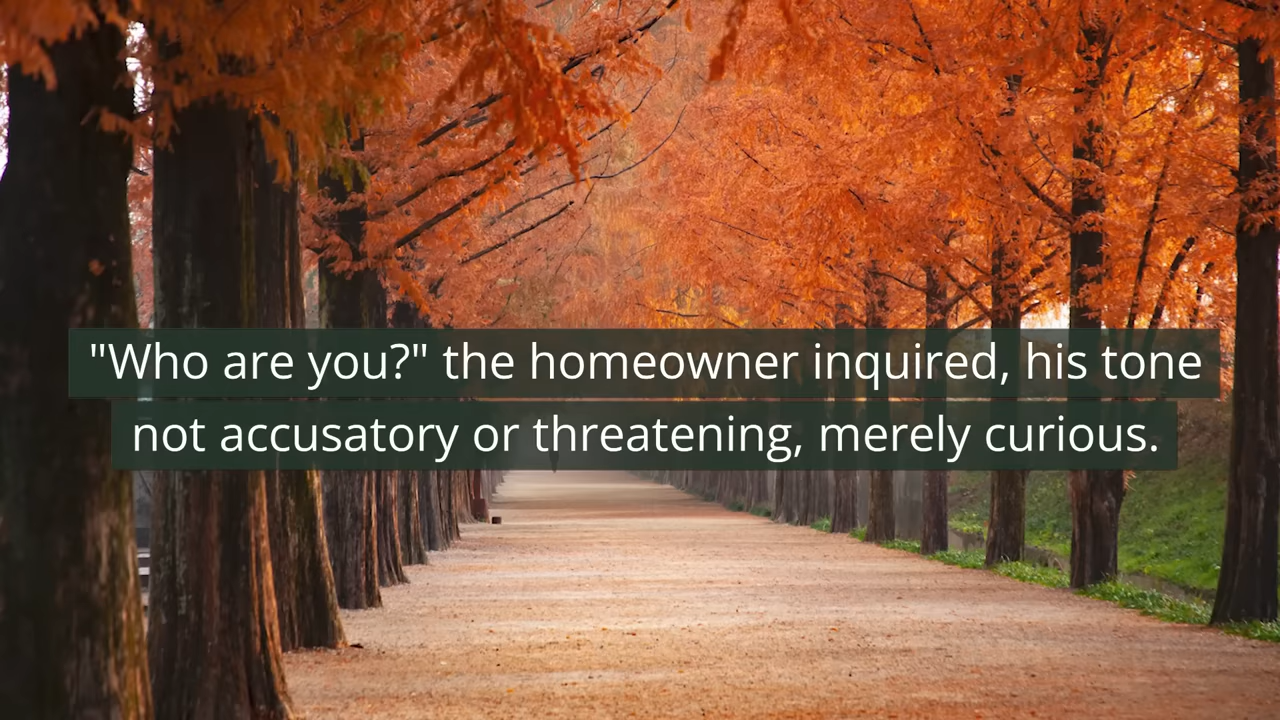 "Who are you?" the homeowner inquired, his tone
not accusatory or threatening, merely curious.